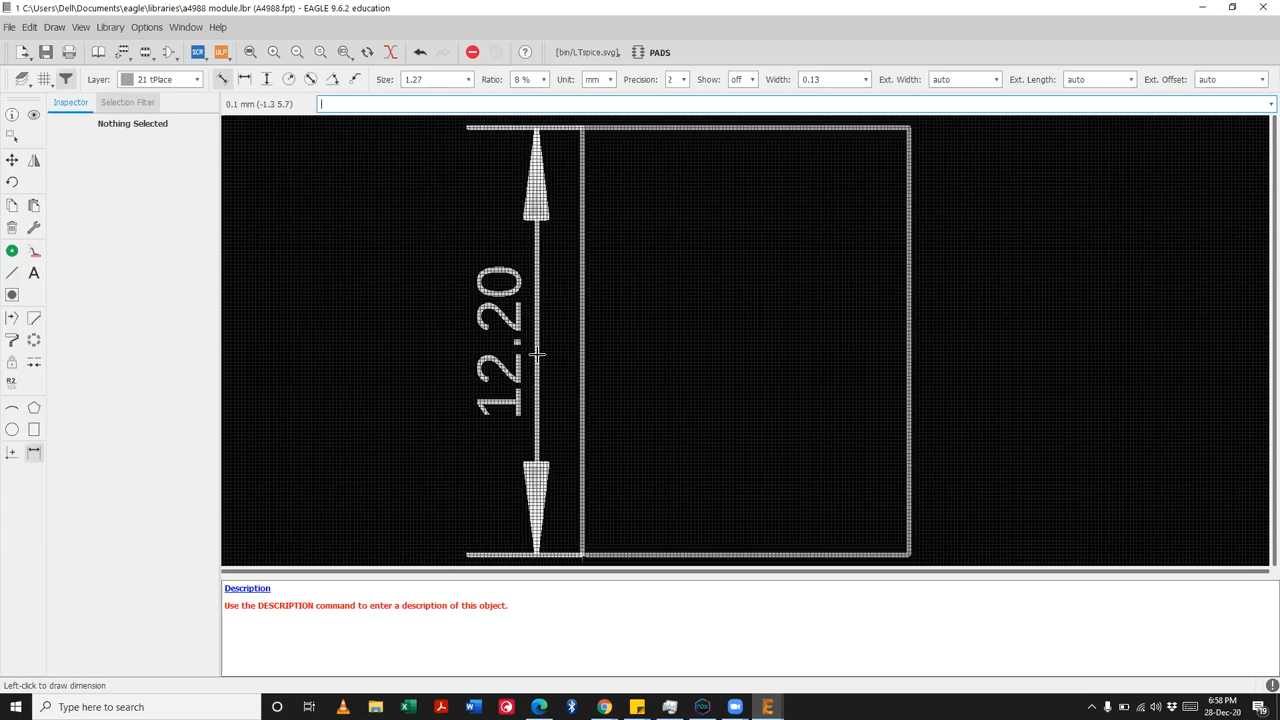 1 C:\Users\Dell\Documents\eagle\libraries\a4988 module.lbr (A4988.fpt) - EAGLE 9.6.2 education
File Edit Draw View Library Options Window Help
SCR ULP [bin/LTspice.svg] PADS
Layer: 21 tPlace Size: 1.27 Ratio: 8 % Unit: mm Precision: 2 Show: off Width: 0.13 Ext. Width: auto Ext. Length: auto Ext. Offset: auto
Inspector Selection Filter 0.1 mm (-1.3 5.7)
Nothing Selected
R2
12.20
Description
Use the DESCRIPTION command to enter a description of this object.
Left-click to draw dimension
Type here to search
6:58 PM
28-Dec-20